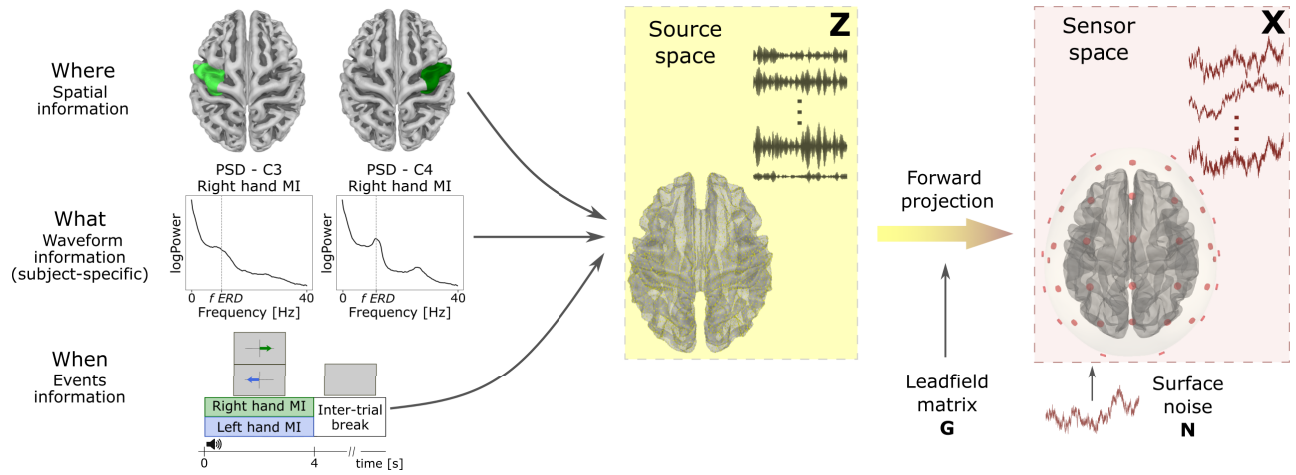 Where
Spatial
information
PSD - C3
Right hand MI
PSD - C4
Right hand MI
What
Waveform
information
(subject-specific)
logPower
0
f ERD
40
Frequency [Hz]
logPower
0
f ERD
40
Frequency [Hz]
When
Events
information
Right hand MI
Left hand MI
Inter-trial
break
0
4
//
time [s]
Source
space
Z
Forward
projection
Leadfield
matrix
G
Sensor
space
X
Surface
noise
N